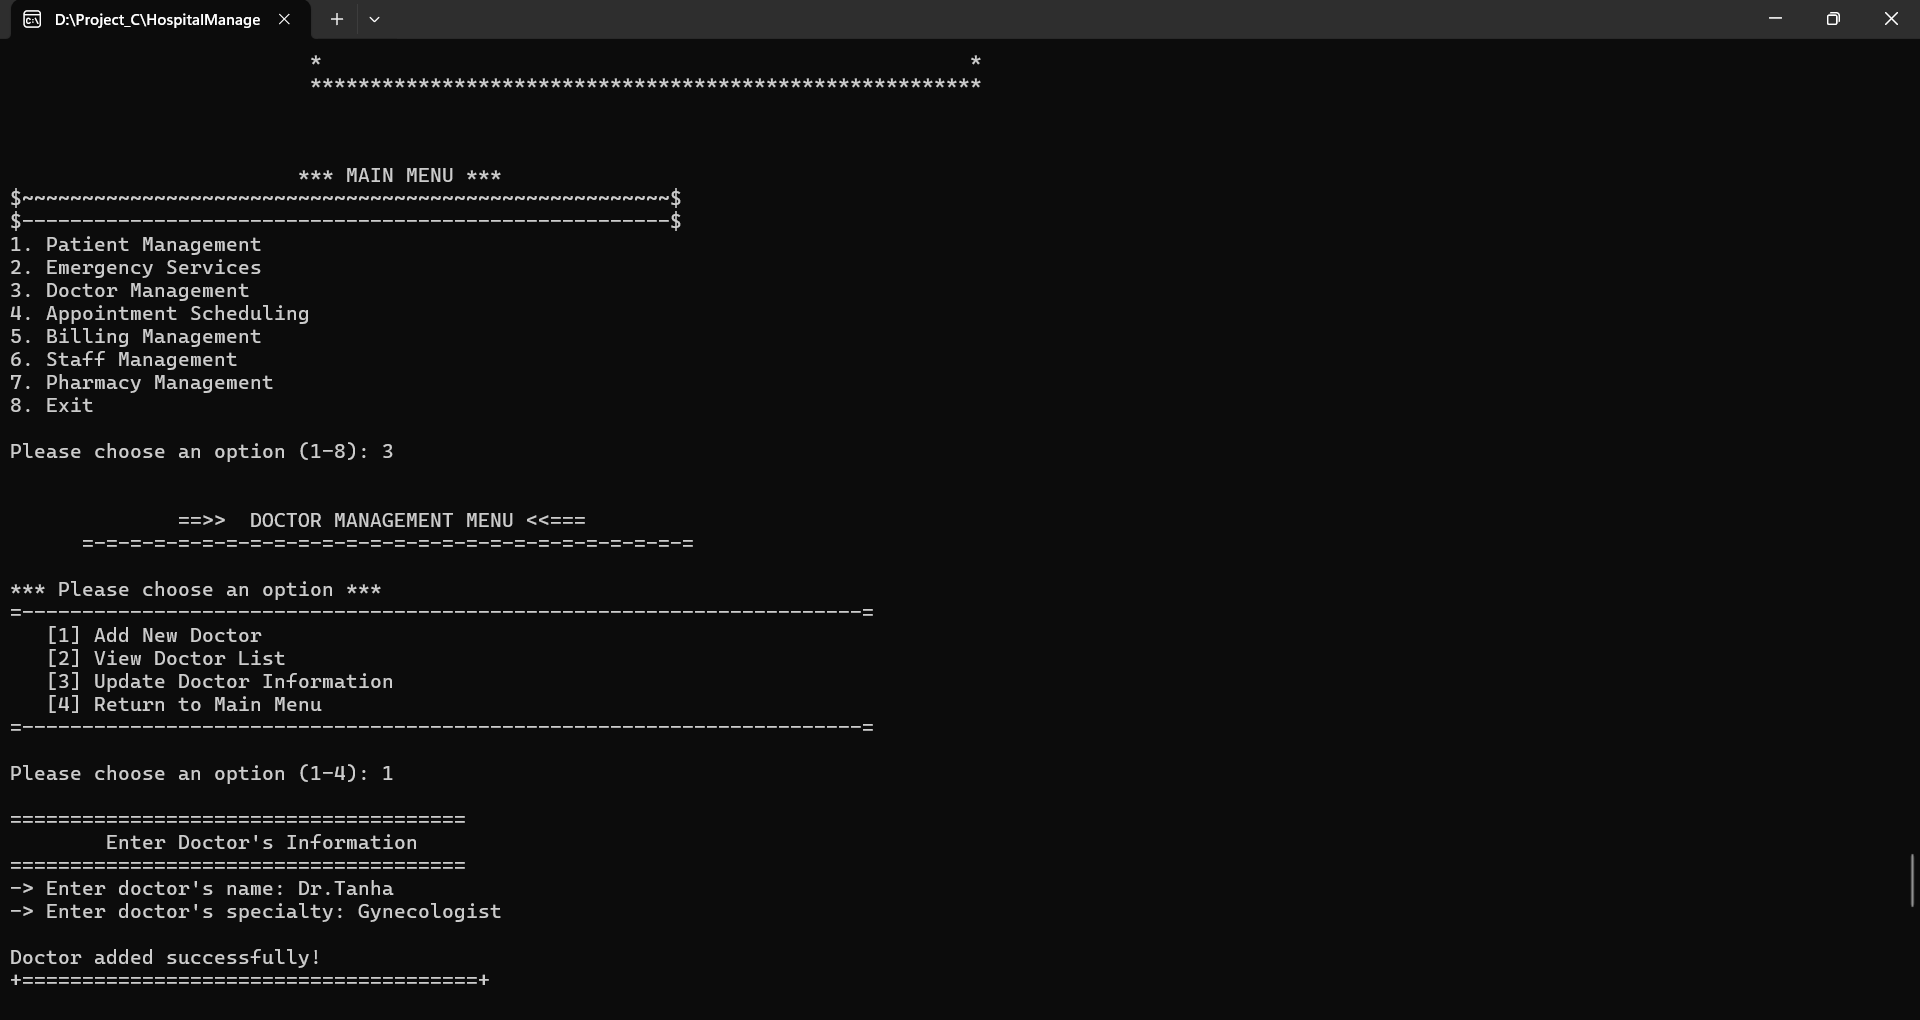 D:\Project_C\HospitalManage
*                                                      *
********************************************************
*** MAIN MENU ***
$~~~~~~~~~~~~~~~~~~~~~~~~~~~~~~~~~~~~~~~~~~~~~~~~~~~~~~$
$------------------------------------------------------$
1. Patient Management
2. Emergency Services
3. Doctor Management
4. Appointment Scheduling
5. Billing Management
6. Staff Management
7. Pharmacy Management
8. Exit
Please choose an option (1-8): 3
==>>  DOCTOR MANAGEMENT MENU <<===
=-=-=-=-=-=-=-=-=-=-=-=-=-=-=-=-=-=-=-=-=-=-=-=-=-=
*** Please choose an option ***
=----------------------------------------------------------------------=
[1] Add New Doctor
[2] View Doctor List
[3] Update Doctor Information
[4] Return to Main Menu
=----------------------------------------------------------------------=
Please choose an option (1-4): 1
======================================
Enter Doctor's Information
======================================
-> Enter doctor's name: Dr.Tanha
-> Enter doctor's specialty: Gynecologist
Doctor added successfully!
+======================================+